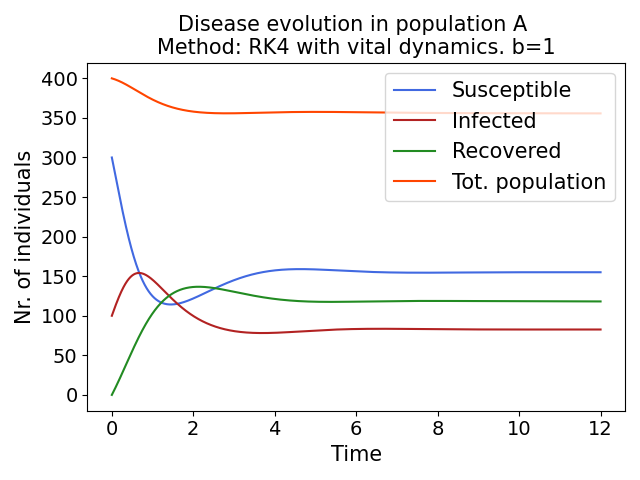 Disease evolution in population A
Method: RK4 with vital dynamics. b=1
Nr. of individuals
400
350
300
250
200
150
100
50
0
Susceptible
Infected
Recovered
Tot. population
0 2 4 6 8 10 12
Time